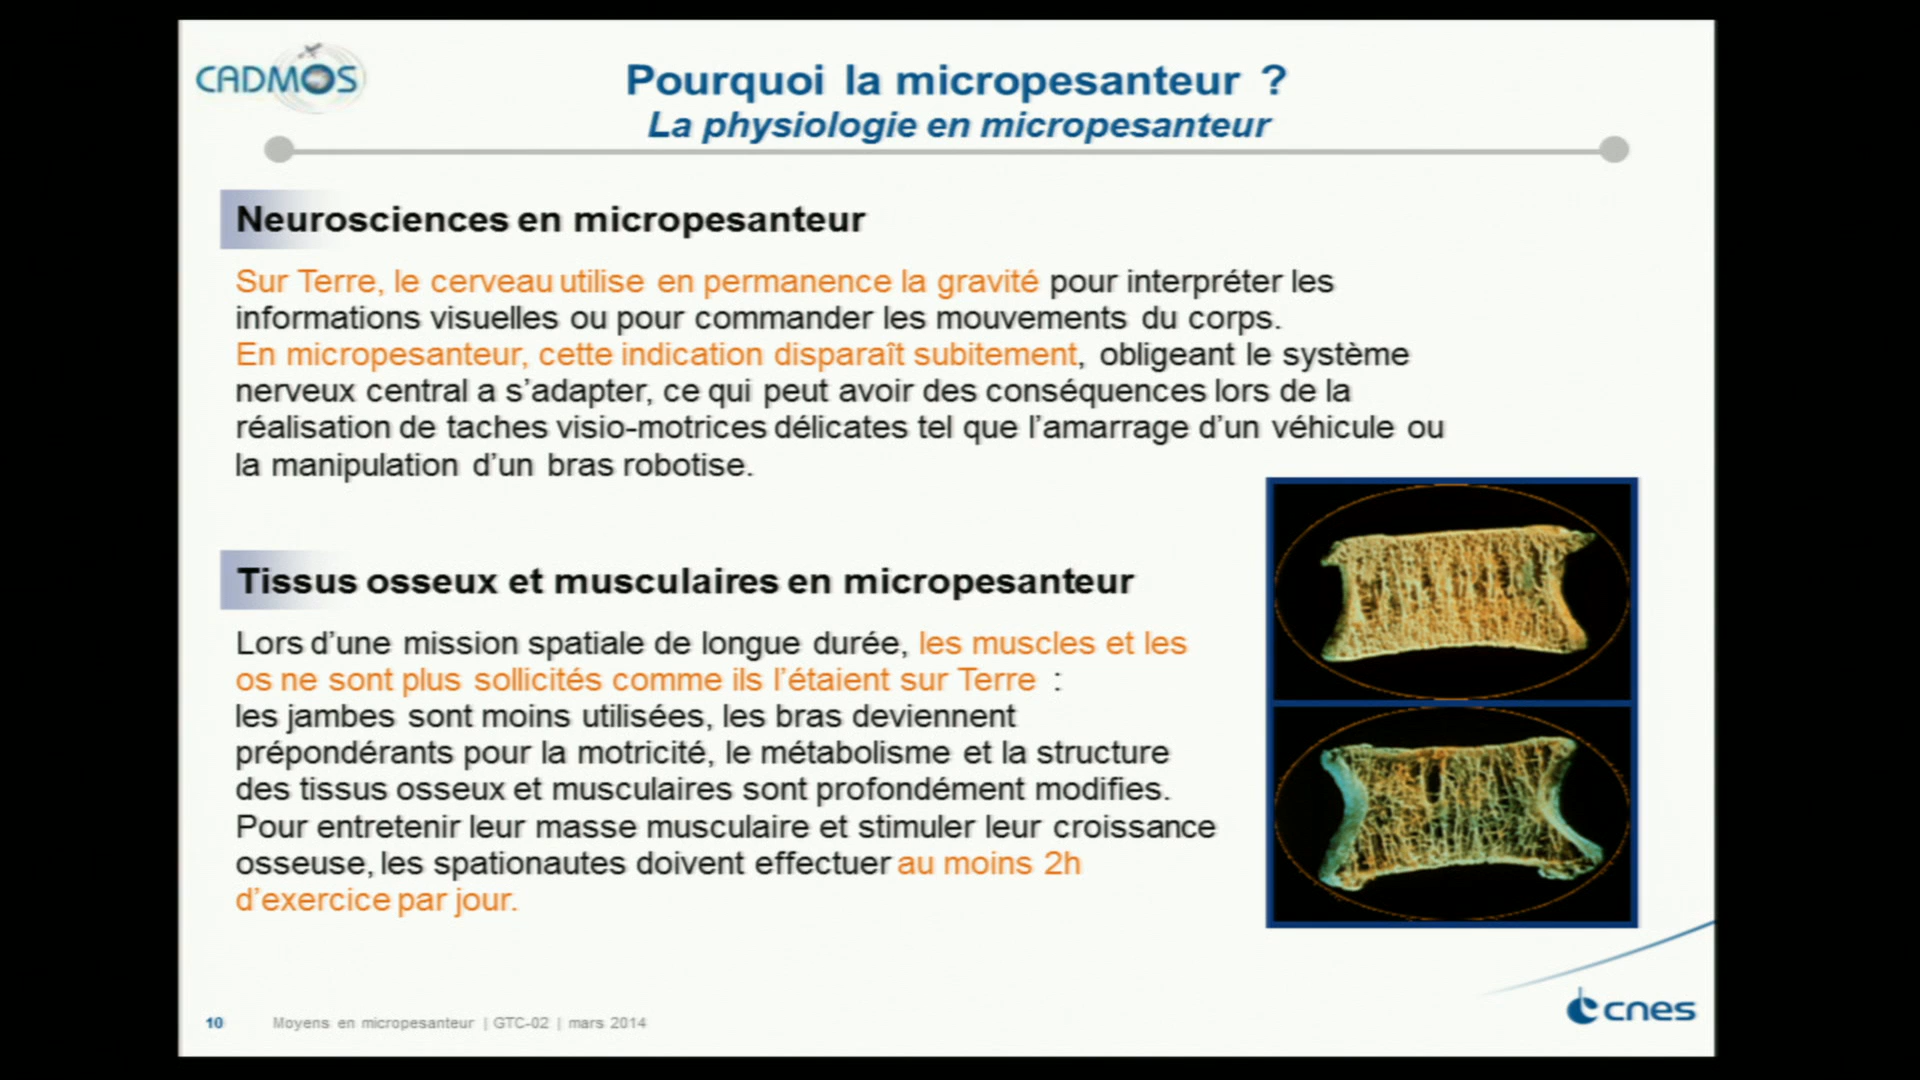 CADMOS
Pourquoi la micropesanteur ?
La physiologie en micropesanteur
Neurosciences en micropesanteur
Sur Terre, le cerveau utilise en permanence la gravité pour interpréter les
informations visuelles ou pour commander les mouvements du corps.
En micropesanteur, cette indication disparaît subitement, obligeant le système
nerveux central a s’adapter, ce qui peut avoir des conséquences lors de la
réalisation de taches visio-motrices délicates tel que l’amarrage d’un véhicule ou
la manipulation d’un bras robotise.
Tissus osseux et musculaires en micropesanteur
Lors d’une mission spatiale de longue durée, les muscles et les
os ne sont plus sollicités comme ils l’étaient sur Terre :
les jambes sont moins utilisées, les bras deviennent
prépondérants pour la motricité, le métabolisme et la structure
des tissus osseux et musculaires sont profondément modifies.
Pour entretenir leur masse musculaire et stimuler leur croissance
osseuse, les spationautes doivent effectuer au moins 2h
d’exercice par jour.
10 Moyens en micropesanteur | GTC-02 | mars 2014
cnes